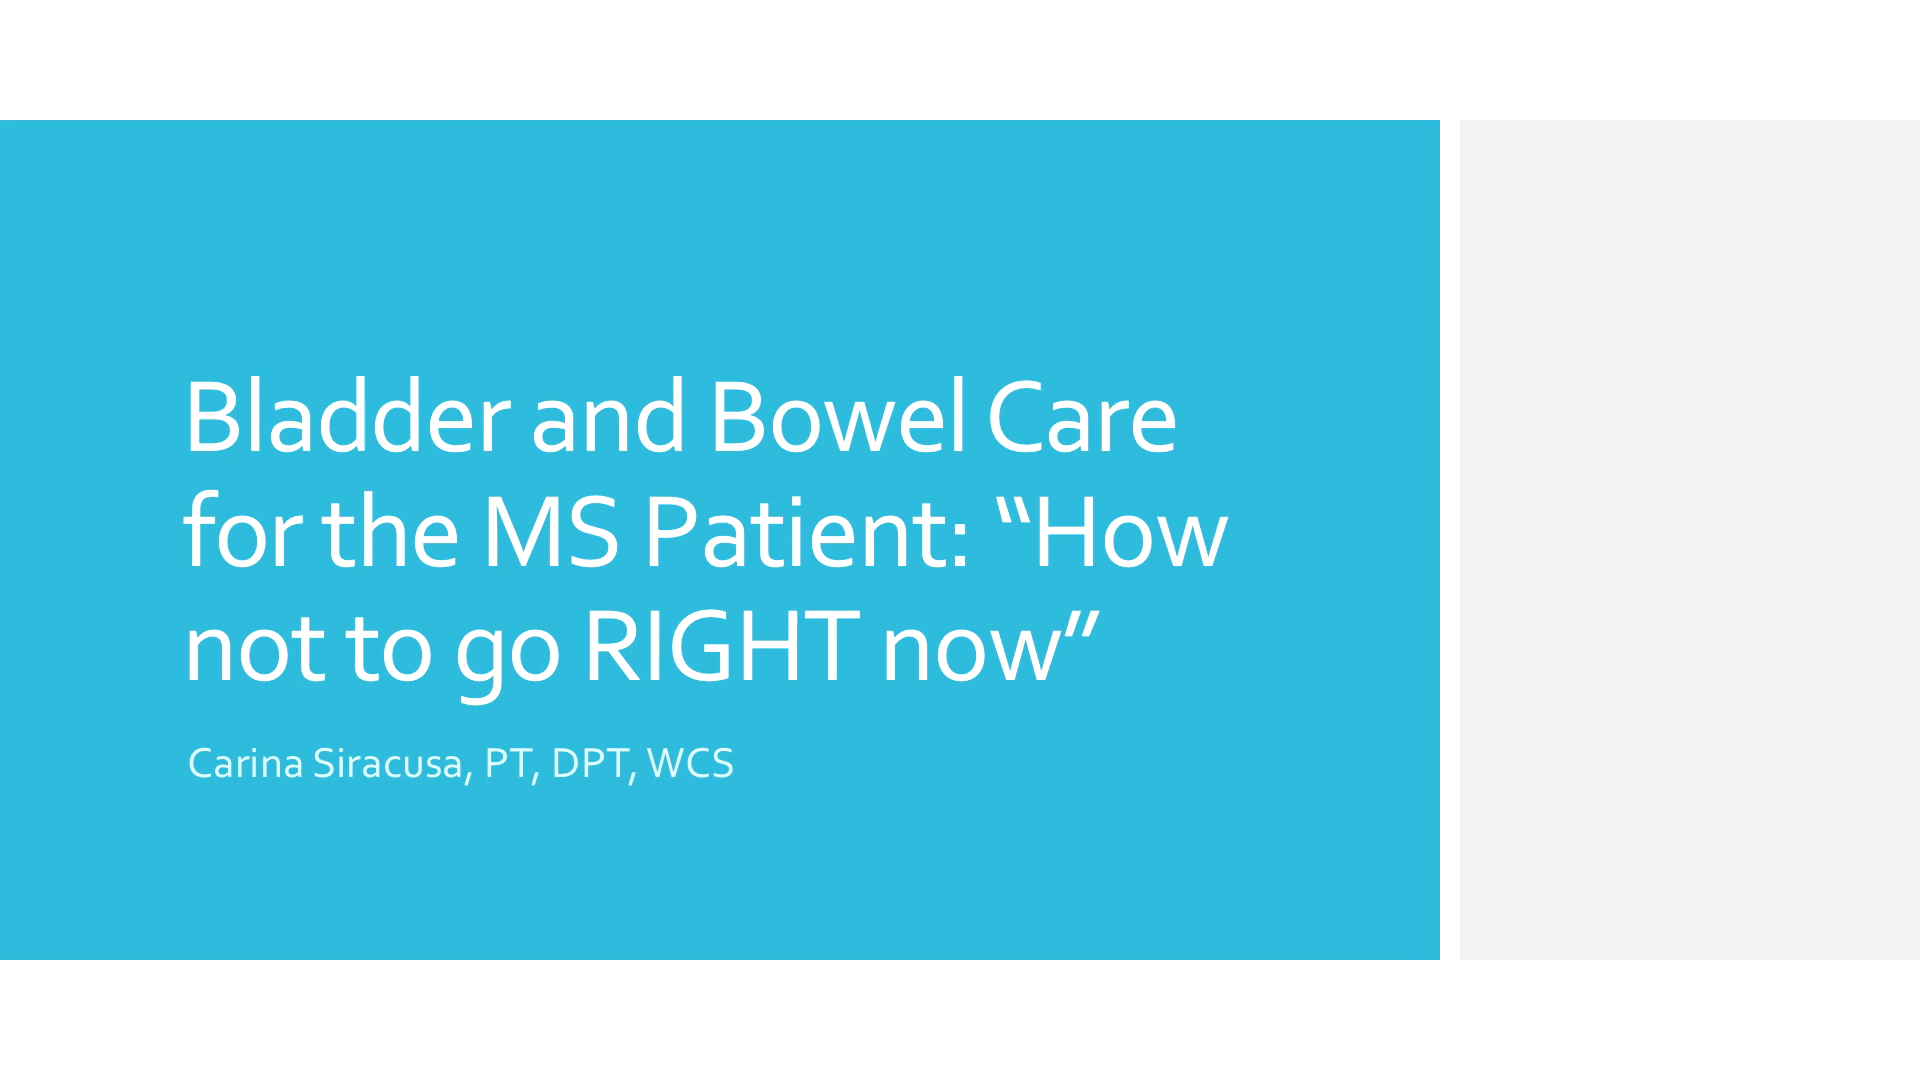 Bladder and Bowel Care
for the MS Patient: “How
not to go RIGHT now”
Carina Siracusa, PT, DPT, WCS